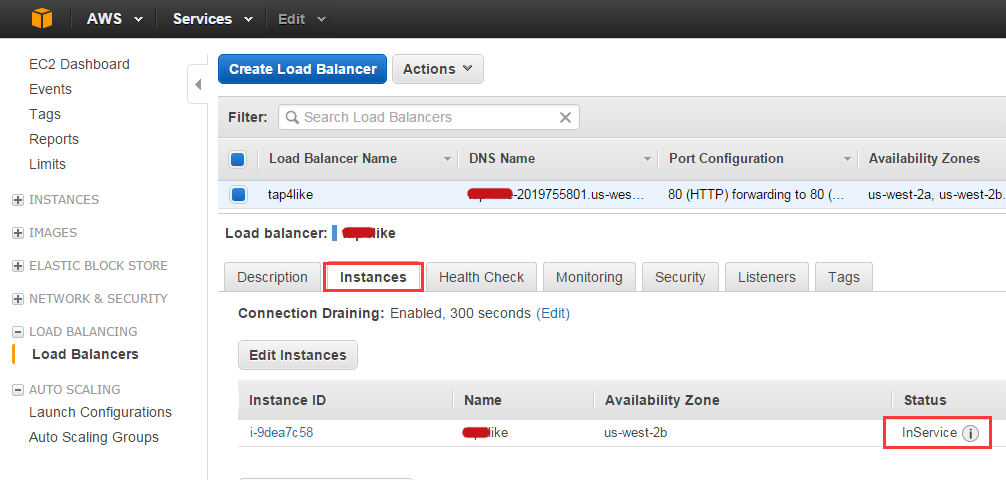 AWS Services Edit
EC2 Dashboard
Events
Tags
Reports
Limits
INSTANCES
IMAGES
ELASTIC BLOCK STORE
NETWORK & SECURITY
LOAD BALANCING
Load Balancers
AUTO SCALING
Launch Configurations
Auto Scaling Groups
Create Load Balancer Actions
Filter: Search Load Balancers
Load Balancer Name DNS Name Port Configuration Availability Zones
tap4like -2019755801.us-wes... 80 (HTTP) forwarding to 80 (... us-west-2a, us-west-2b
Load balancer: like
Description Instances Health Check Monitoring Security Listeners Tags
Connection Draining: Enabled, 300 seconds (Edit)
Edit Instances
Instance ID Name Availability Zone Status
i-9dea7c58 like us-west-2b InService i